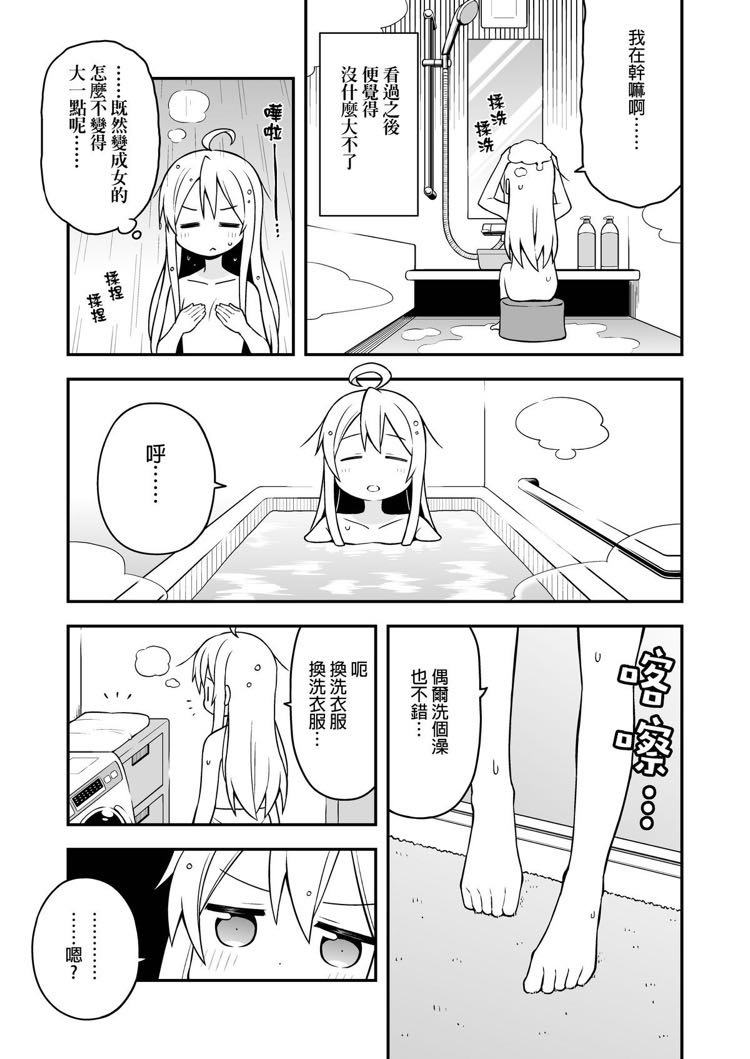 我在幹嘛啊……
揉洗
揉洗
看過之後
便覺得
沒什麼大不了
嘩啦……
……既然變成女的
怎麼不變得
大一點呢……
揉捏
揉捏
呼……
喀嚓…
偶爾洗個澡
也不錯…
呃
換洗衣服
換洗衣服…
………
……嗯?